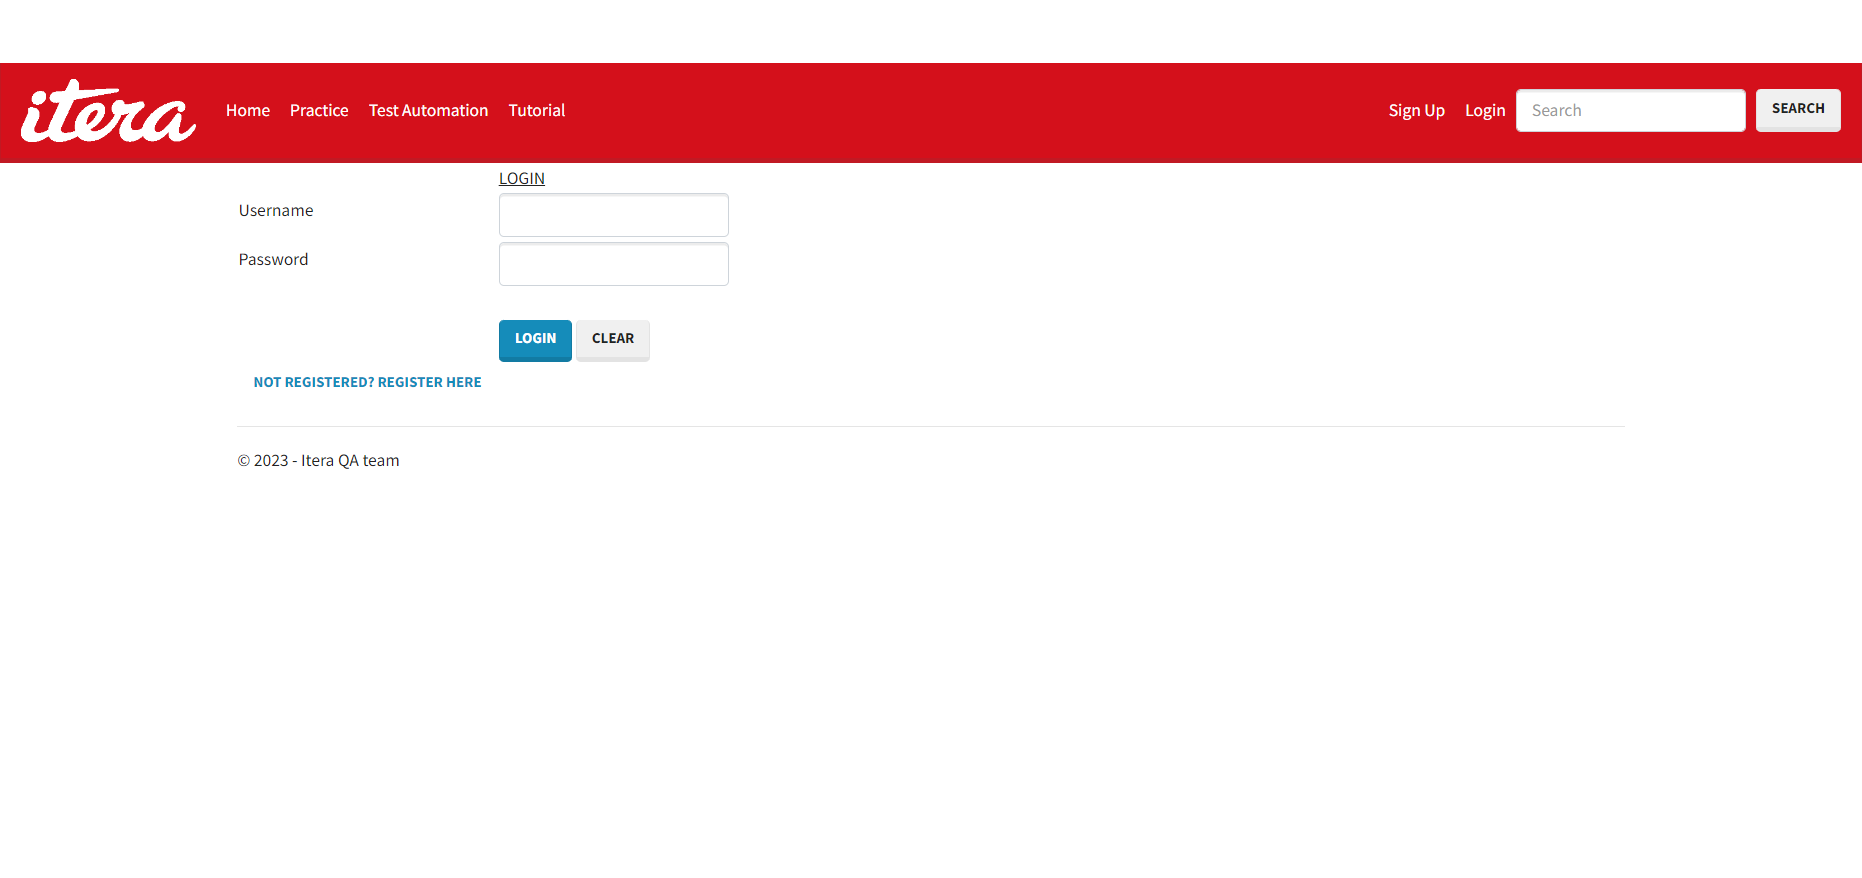 itera Home Practice Test Automation Tutorial Sign Up Login Search SEARCH
LOGIN
Username
Password
LOGIN CLEAR
NOT REGISTERED? REGISTER HERE
© 2023 - Itera QA team